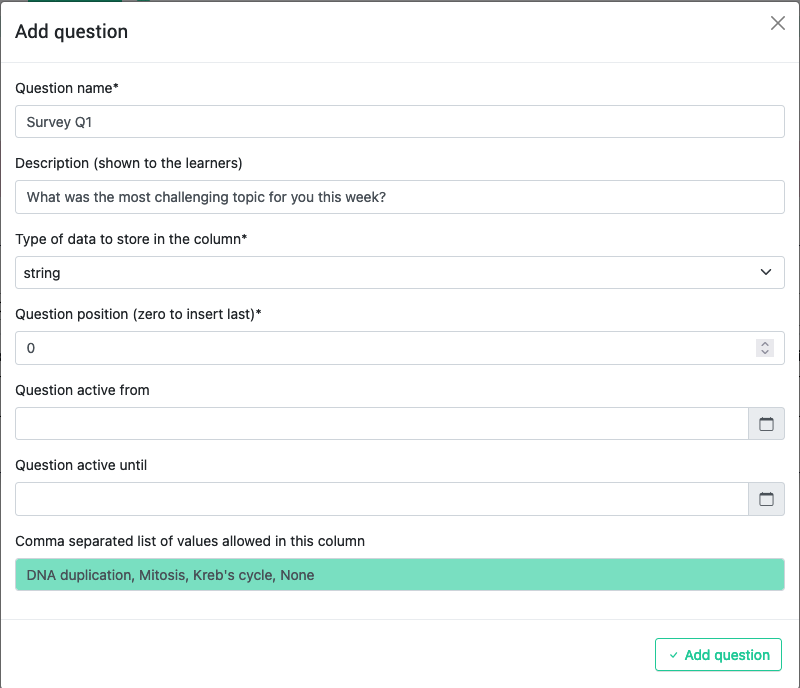 Add question
Question name*
Survey Q1
Description (shown to the learners)
What was the most challenging topic for you this week?
Type of data to store in the column*
string
Question position (zero to insert last)*
0
Question active from
Question active until
Comma separated list of values allowed in this column
DNA duplication, Mitosis, Kreb's cycle, None
Add question